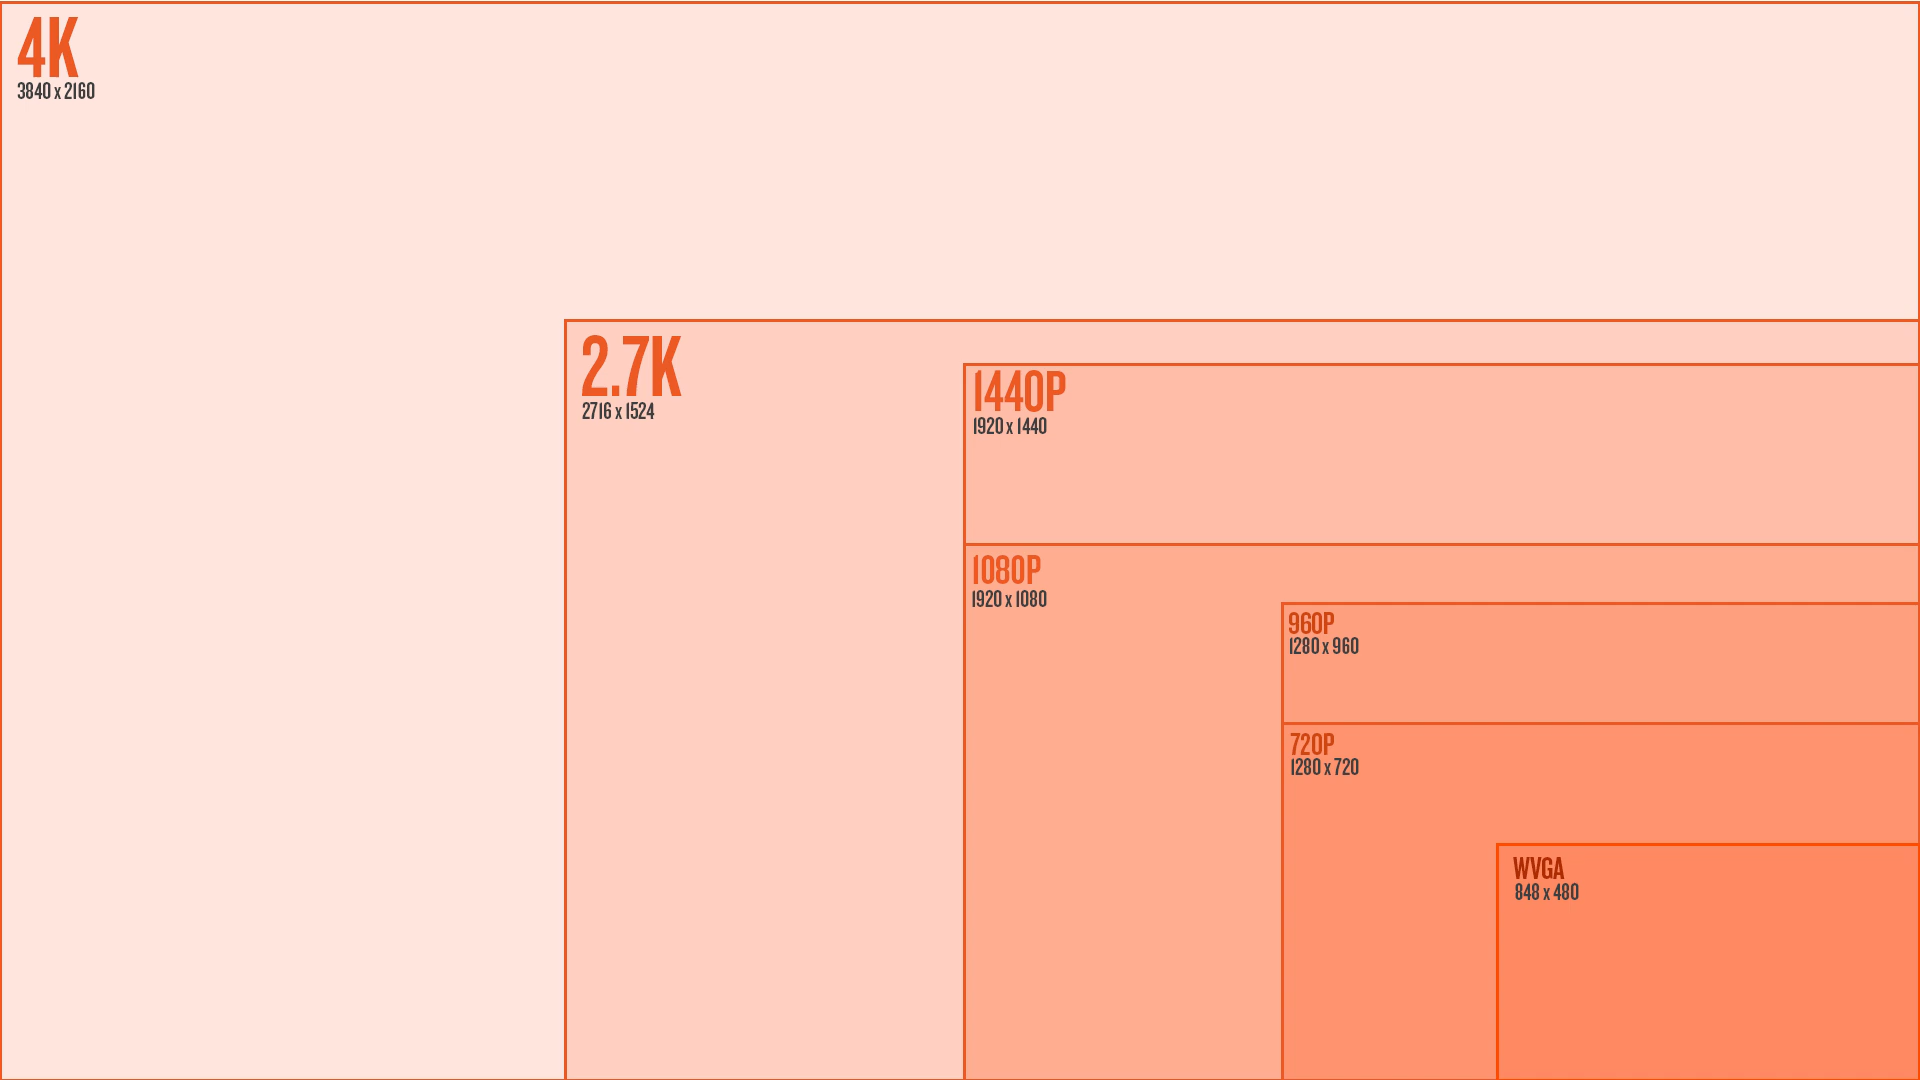 4K
3840 x 2160
2.7K
2716 x 1524
1440P
1920 x 1440
1080P
1920 x 1080
960P
1280 x 960
720P
1280 x 720
WVGA
848 x 480